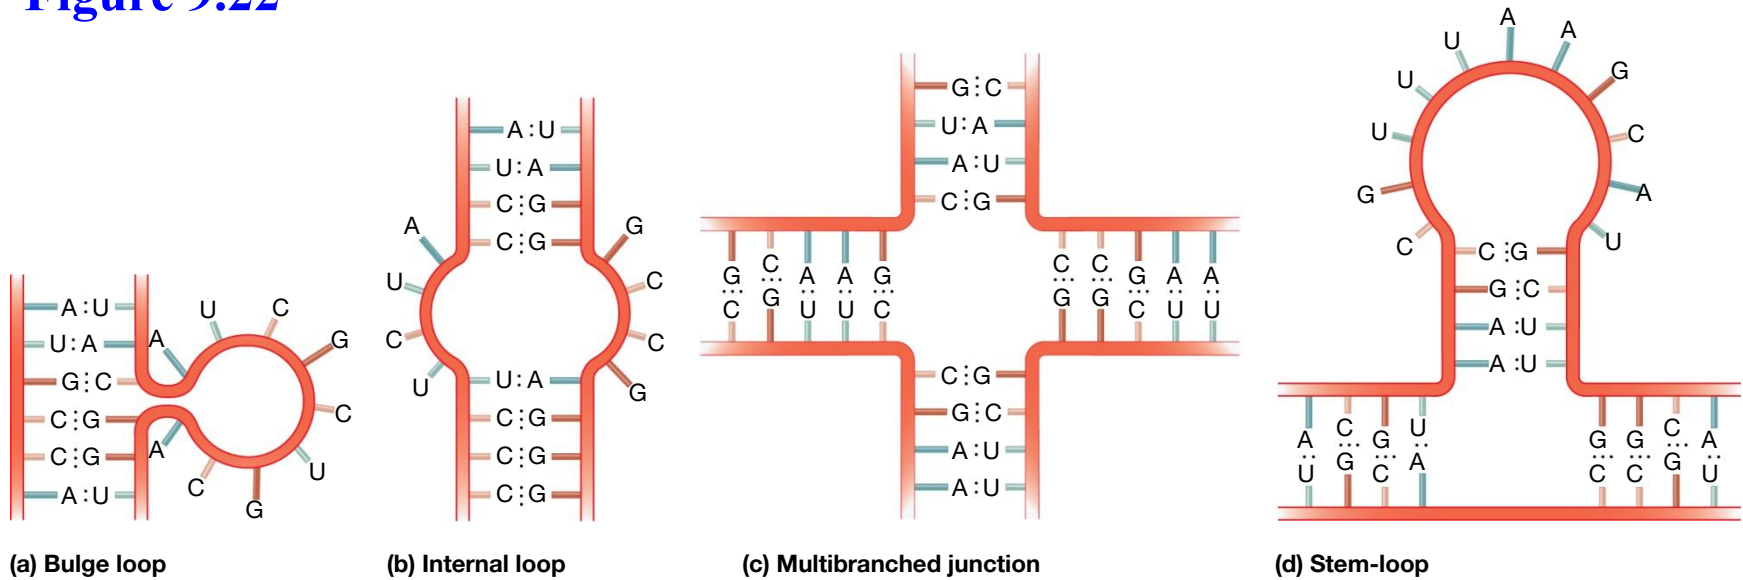 Figure 9.22
A:U
U:A
G:C
C:G
C:G
A:U
A
U
C
G
C
U
G
C
A
(a) Bulge loop
A:U
U:A
C:G
C:G
A
U
C
U
G
C
C
G
U:A
C:G
C:G
C:G
(b) Internal loop
G:C
U:A
A:U
C:G
G C A A G
C G U U C
C C G A A
G G C U U
C:G
G:C
A:U
A:U
(c) Multibranched junction
C
G
U
U
U
A
A
G
C
A
U
C:G
G:C
A:U
A:U
A C G U
U G C A
G G C A
C C G U
(d) Stem-loop